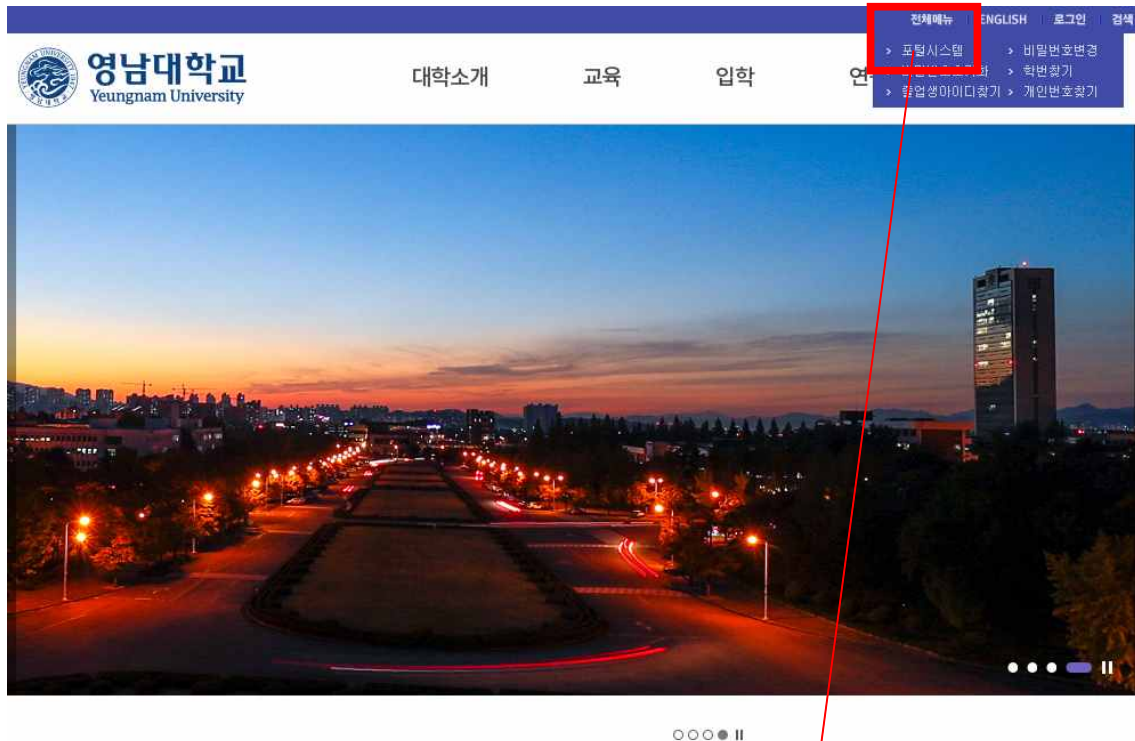 전체메뉴 ENGLISH 로그인 검색
> 포털시스템 > 비밀번호변경
> 학번찾기
> 졸업생아이디찾기 > 개인번호찾기
영남대학교
Yeungnam University
대학소개 교육 입학